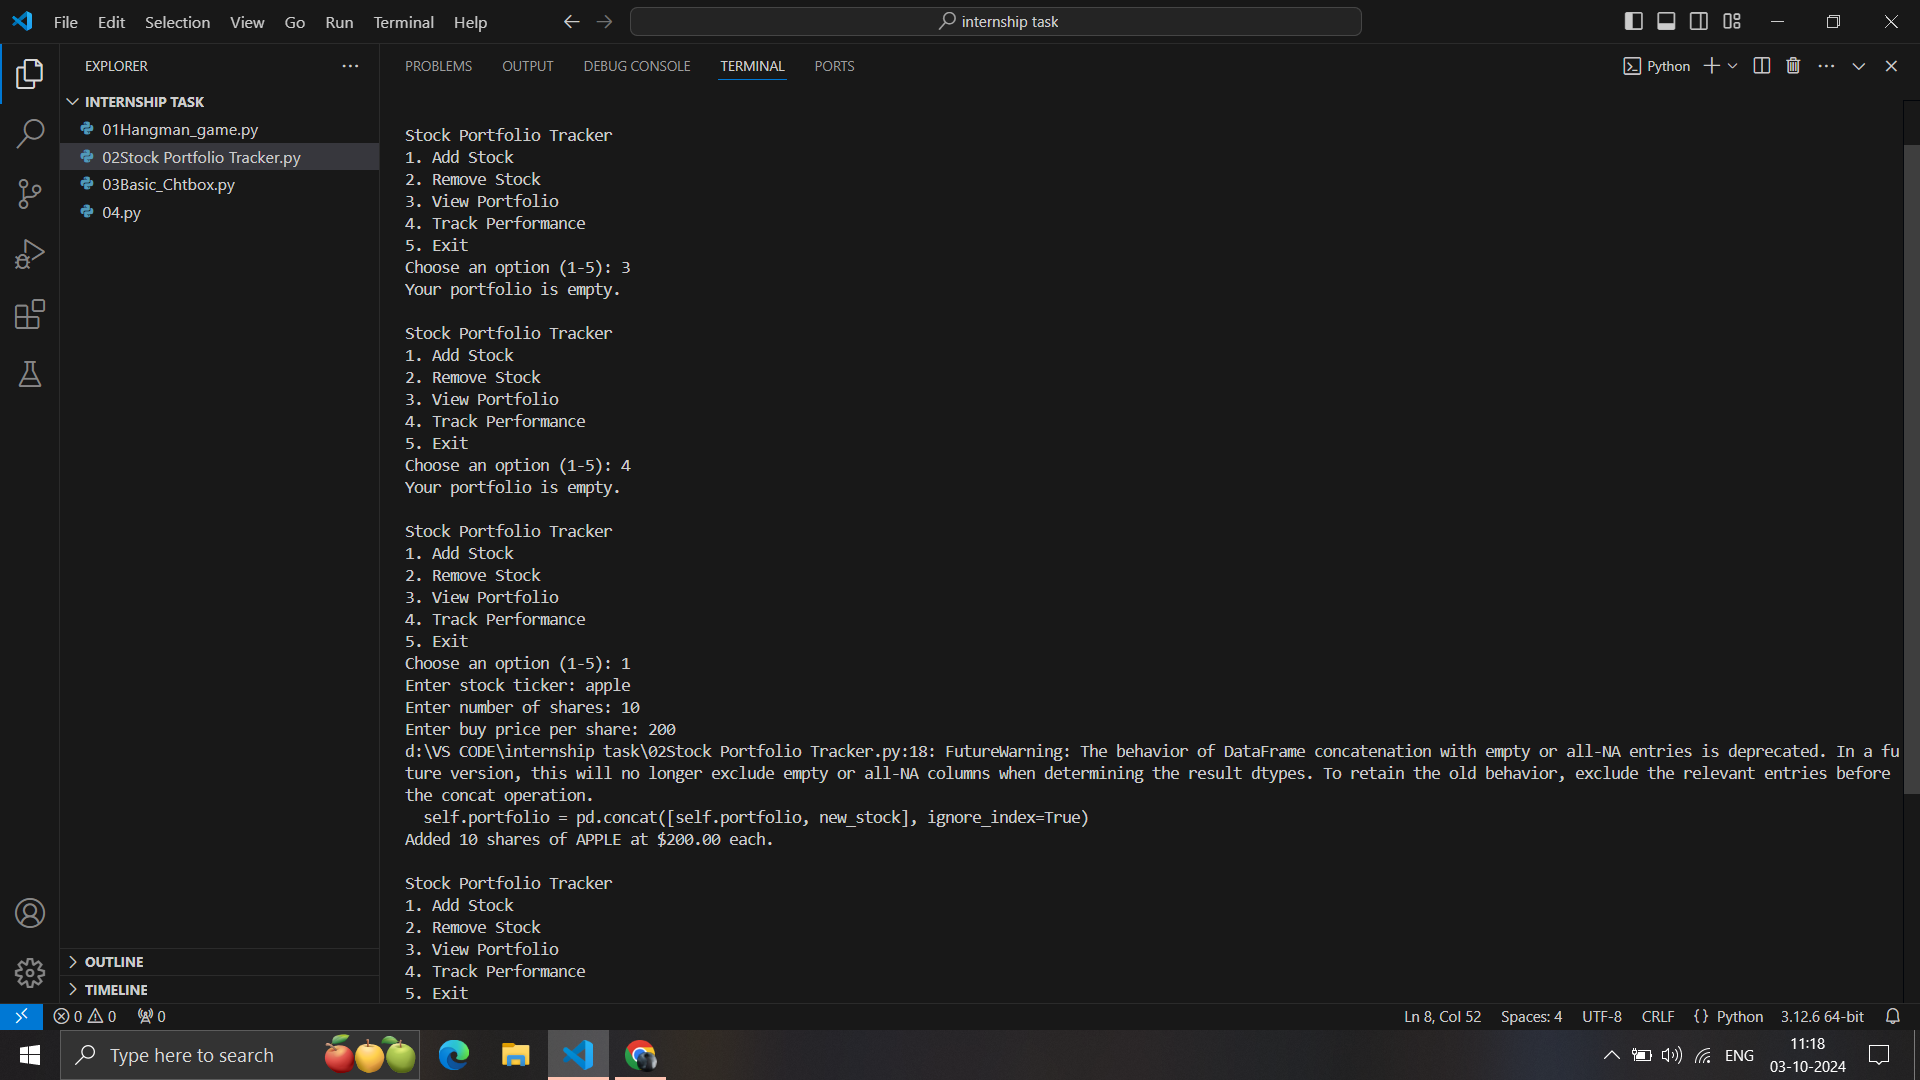 File Edit Selection View Go Run Terminal Help
internship task
EXPLORER
PROBLEMS OUTPUT DEBUG CONSOLE TERMINAL PORTS
Python
INTERNSHIP TASK
01Hangman_game.py
02Stock Portfolio Tracker.py
03Basic_Chtbox.py
04.py
Stock Portfolio Tracker
1. Add Stock
2. Remove Stock
3. View Portfolio
4. Track Performance
5. Exit
Choose an option (1-5): 3
Your portfolio is empty.
Stock Portfolio Tracker
1. Add Stock
2. Remove Stock
3. View Portfolio
4. Track Performance
5. Exit
Choose an option (1-5): 4
Your portfolio is empty.
Stock Portfolio Tracker
1. Add Stock
2. Remove Stock
3. View Portfolio
4. Track Performance
5. Exit
Choose an option (1-5): 1
Enter stock ticker: apple
Enter number of shares: 10
Enter buy price per share: 200
d:\VS CODE\internship task\02Stock Portfolio Tracker.py:18: FutureWarning: The behavior of DataFrame concatenation with empty or all-NA entries is deprecated. In a fu
ture version, this will no longer exclude empty or all-NA columns when determining the result dtypes. To retain the old behavior, exclude the relevant entries before
the concat operation.
self.portfolio = pd.concat([self.portfolio, new_stock], ignore_index=True)
Added 10 shares of APPLE at $200.00 each.
Stock Portfolio Tracker
1. Add Stock
2. Remove Stock
3. View Portfolio
4. Track Performance
5. Exit
OUTLINE
TIMELINE
0 0 0
Ln 8, Col 52 Spaces: 4 UTF-8 CRLF {} Python 3.12.6 64-bit
Type here to search
ENG
11:18
03-10-2024